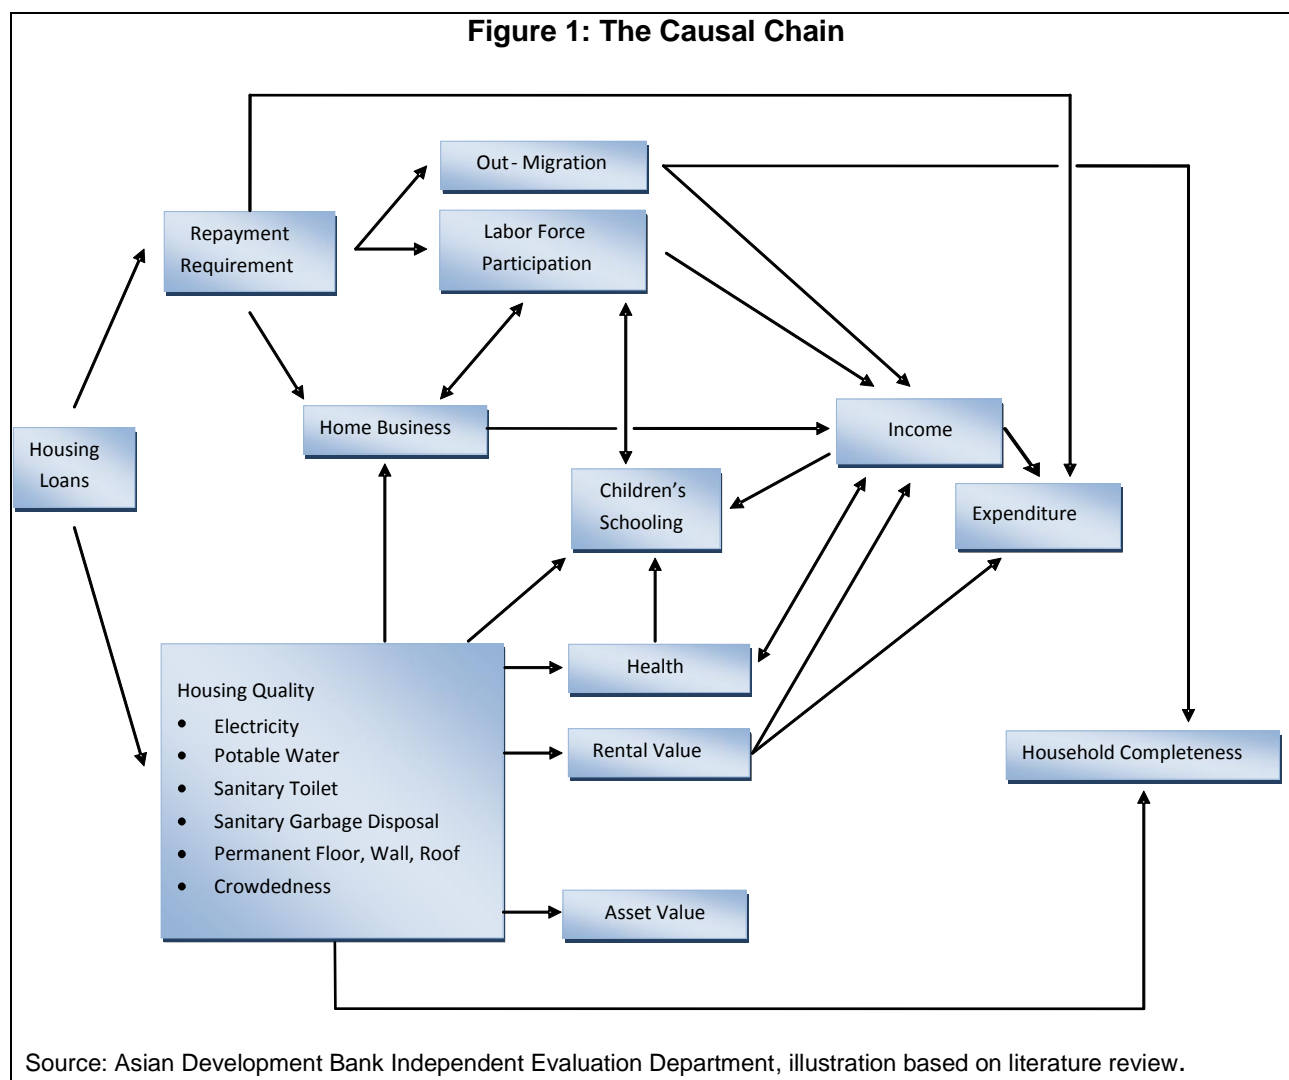 Figure 1: The Causal Chain
Out- Migration
Repayment
Requirement
Labor Force
Participation
Home Business
Income
Housing
Loans
Children’s
Schooling
Expenditure
Health
Housing Quality
• Electricity
• Potable Water
• Sanitary Toilet
• Sanitary Garbage Disposal
• Permanent Floor, Wall, Roof
• Crowdedness
Rental Value
Household Completeness
Asset Value
Source: Asian Development Bank Independent Evaluation Department, illustration based on literature review.